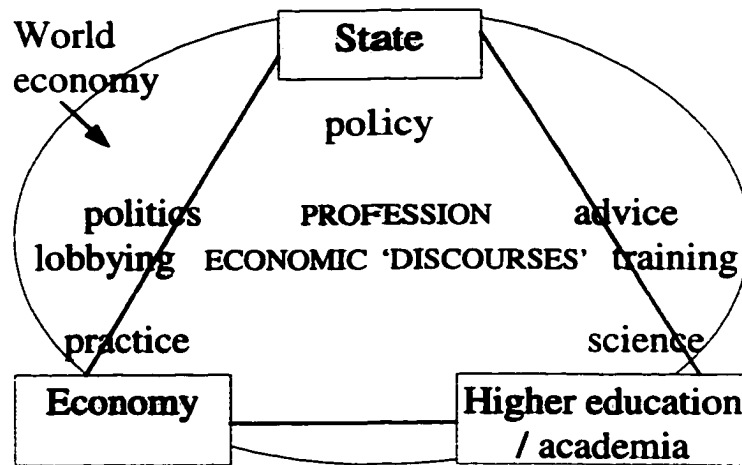 World
economy
State
policy
politics PROFESSION advice
lobbying ECONOMIC ‘DISCOURSES’ training
practice science
Economy
Higher education
/ academia